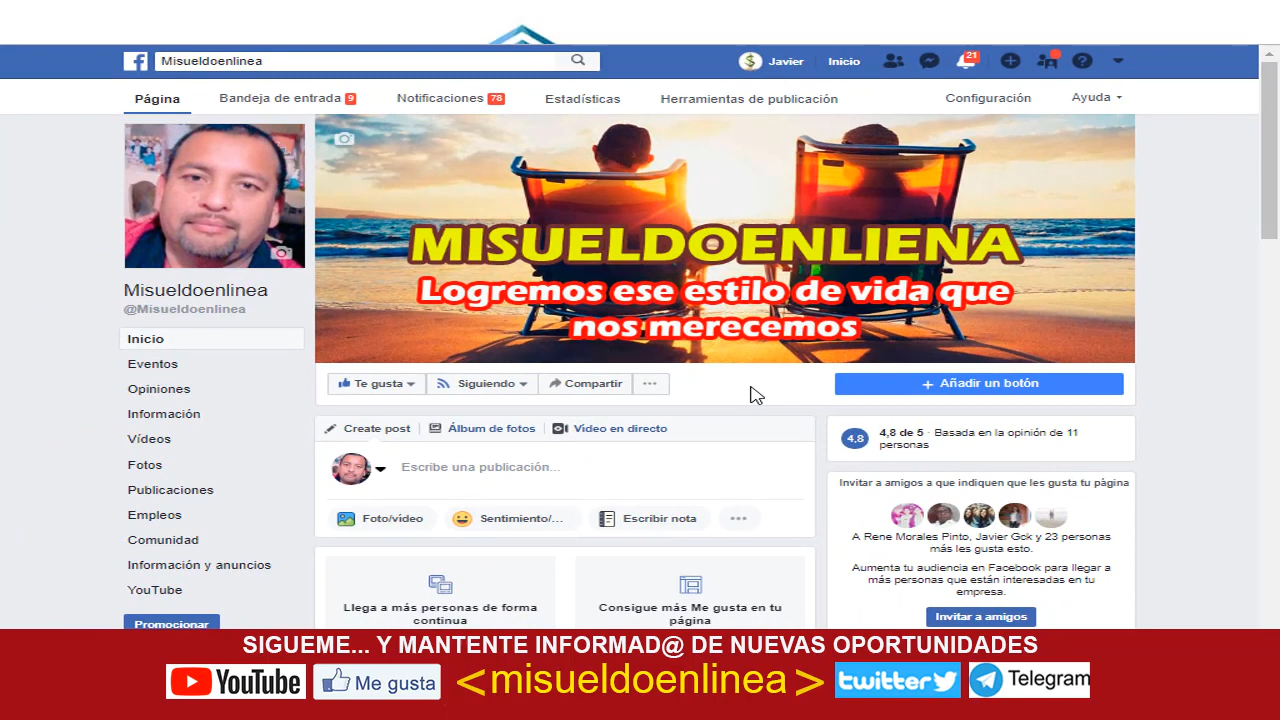 Misueldoenlinea
Javier
Inicio
21
Página
Bandeja de entrada 9
Notificaciones 78
Estadísticas
Herramientas de publicación
Configuración
Ayuda
MISUELDOENLIENA
Logremos ese estilo de vida que
nos merecemos
Misueldoenlinea
@Misueldoenlinea
Inicio
Eventos
Opiniones
Información
Vídeos
Fotos
Publicaciones
Empleos
Comunidad
Información y anuncios
YouTube
Promocionar
Te gusta
Siguiendo
Compartir
+ Añadir un botón
Create post
Álbum de fotos
Vídeo en directo
Escribe una publicación...
Foto/vídeo
Sentimiento/...
Escribir nota
Llega a más personas de forma
continua
Consigue más Me gusta en tu
página
4,8
4,8 de 5 · Basada en la opinión de 11
personas
Invitar a amigos a que indiquen que les gusta tu página
A Rene Morales Pinto, Javier Gck y 23 personas
más les gusta esto.
Aumenta tu audiencia en Facebook para llegar a
más personas que están interesadas en tu
empresa.
Invitar a amigos
SIGUEME... Y MANTENTE INFORMAD@ DE NUEVAS OPORTUNIDADES
YouTube
Me gusta
<misueldoenlinea>
twitter
Telegram